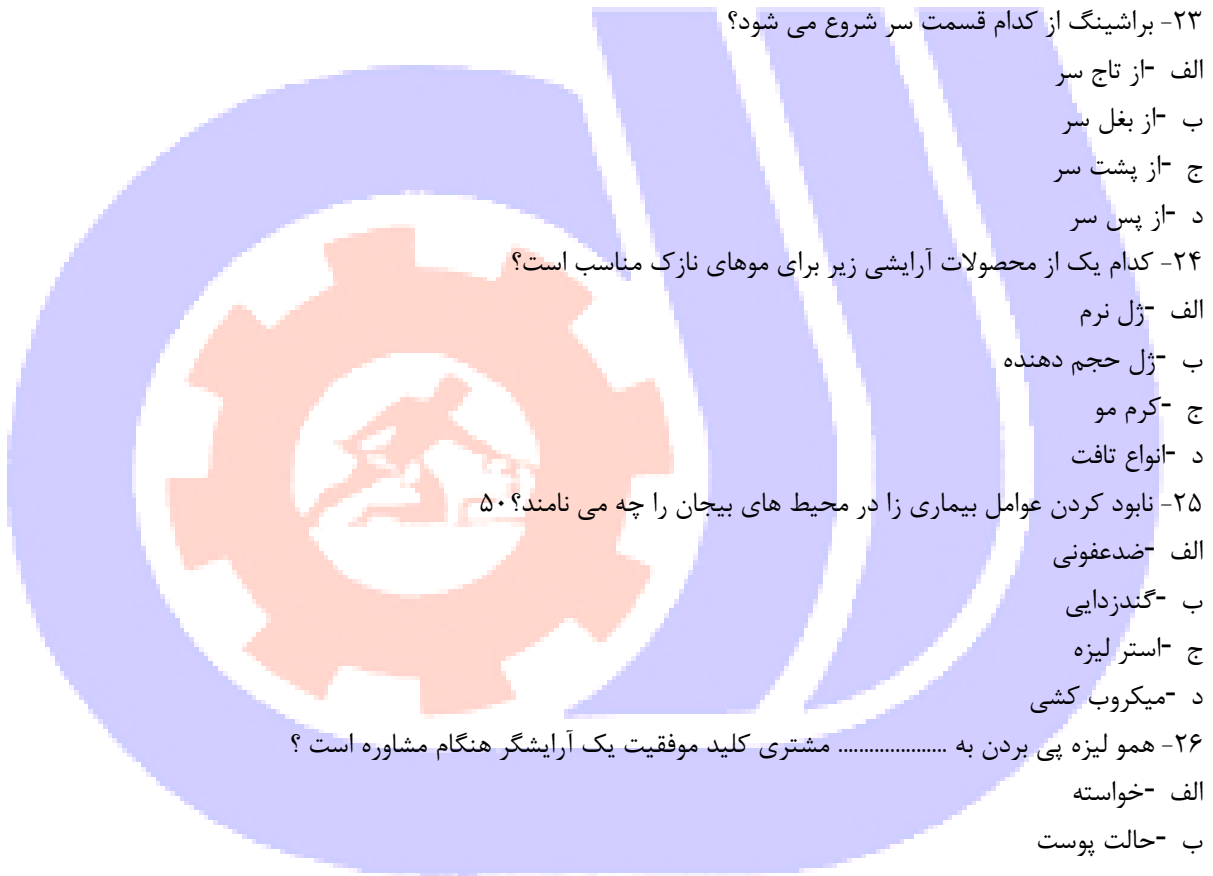 ۲۳- براشینگ از کدام قسمت سر شروع می شود؟
الف -از تاج سر
ب -از بغل سر
ج -از پشت سر
د -از پس سر
۲۴- کدام یک از محصولات آرایشی زیر برای موهای نازک مناسب است؟
الف -ژل نرم
ب -ژل حجم دهنده
ج -کرم مو
د -انواع تافت
۲۵- نابود کردن عوامل بیماری زا در محیط های بیجان را چه می نامند؟۵۰
الف -ضدعفونی
ب -گندزدایی
ج -استر لیزه
د -میکروب کشی
۲۶- همو لیزه پی بردن به ..................... مشتری کلید موفقیت یک آرایشگر هنگام مشاوره است ؟
الف -خواسته
ب -حالت پوست